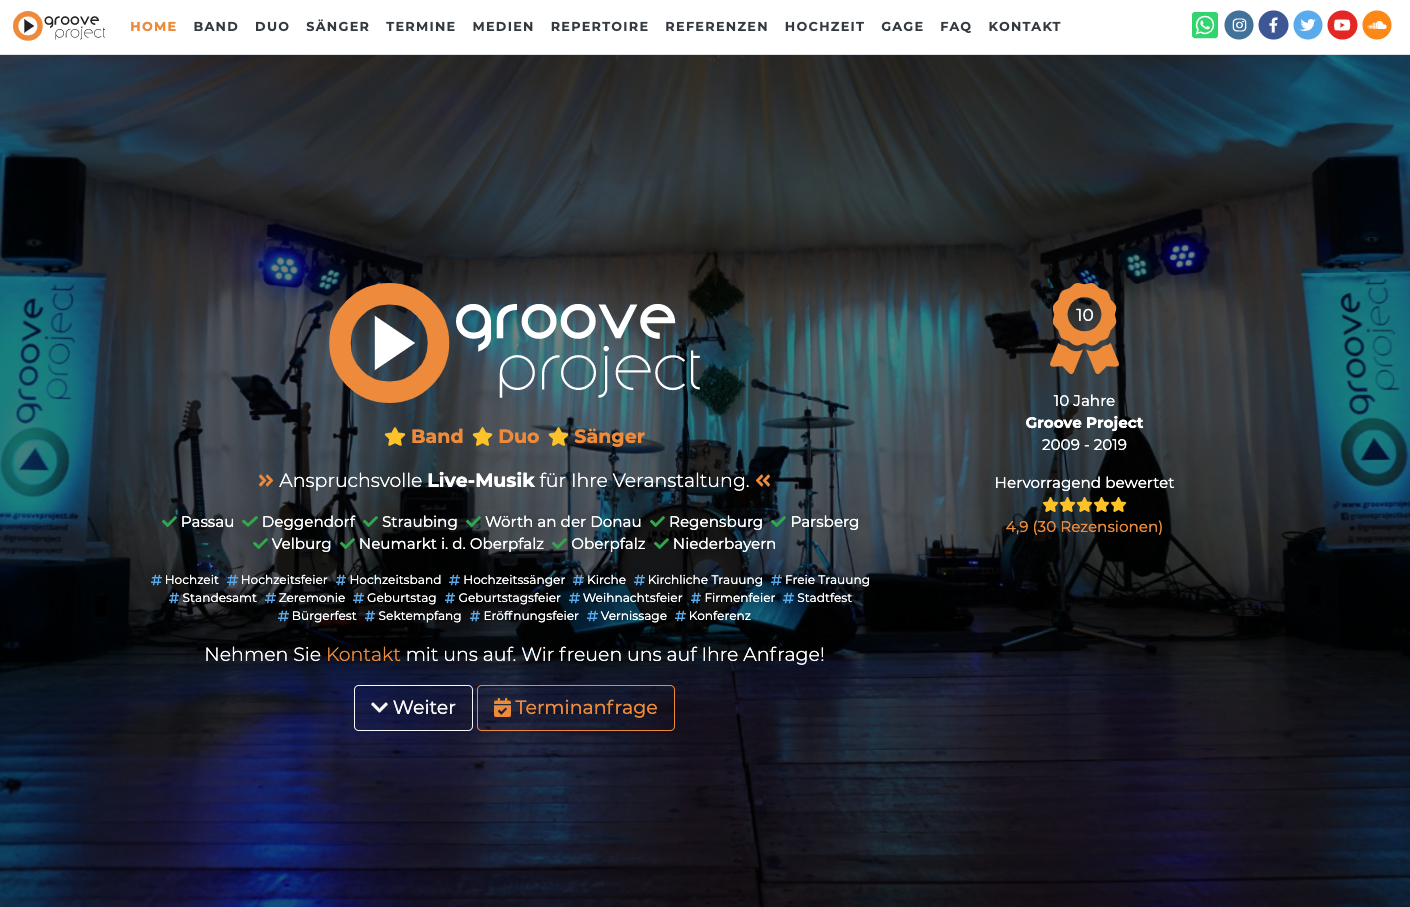 groove
project
HOME BAND DUO SÄNGER TERMINE MEDIEN REPERTOIRE REFERENZEN HOCHZEIT GAGE FAQ KONTAKT
groove
project
groove
project
groove
project
10
Band Duo Sänger
» Anspruchsvolle Live-Musik für Ihre Veranstaltung. «
Passau Deggendorf Straubing Wörth an der Donau Regensburg Parsberg
Velburg Neumarkt i. d. Oberpfalz Oberpfalz Niederbayern
# Hochzeit # Hochzeitsfeier # Hochzeitsband # Hochzeitssänger # Kirche # Kirchliche Trauung # Freie Trauung
# Standesamt # Zeremonie # Geburtstag # Geburtstagsfeier # Weihnachtsfeier # Firmenfeier # Stadtfest
# Bürgerfest # Sektempfang # Eröffnungsfeier # Vernissage # Konferenz
Nehmen Sie Kontakt mit uns auf. Wir freuen uns auf Ihre Anfrage!
Weiter Terminanfrage
10 Jahre
Groove Project
2009 - 2019
Hervorragend bewertet
4,9 (30 Rezensionen)